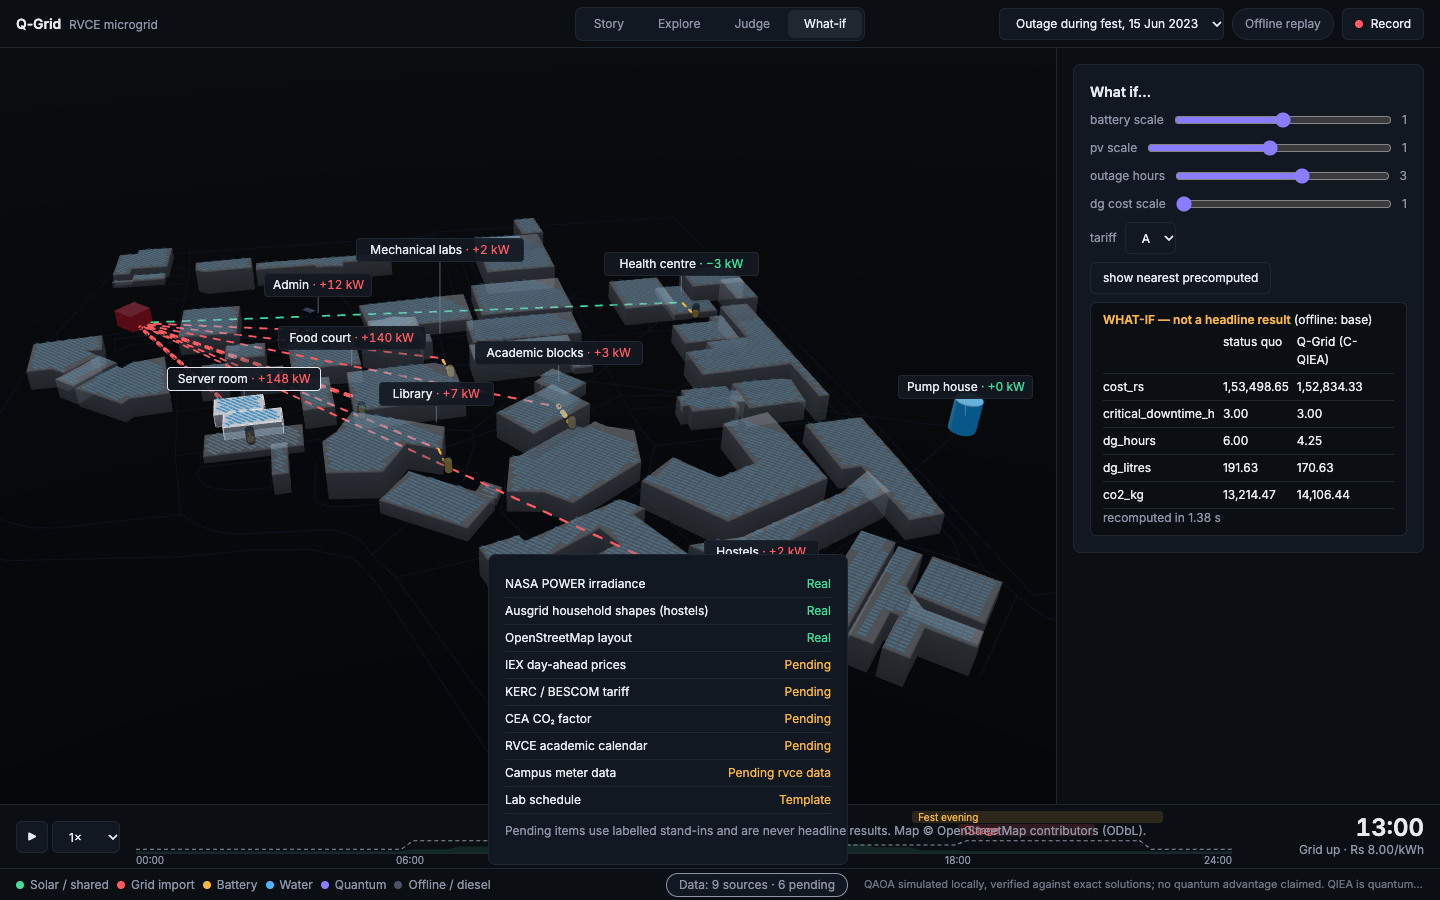 Q-Grid RVCE microgrid
Story Explore Judge What-if
Outage during fest, 15 Jun 2023
Offline replay
Record
Mechanical labs · +2 kW
Health centre · −3 kW
Admin · +12 kW
Food court · +140 kW
Academic blocks · +3 kW
Server room · +148 kW
Library · +7 kW
Pump house · +0 kW
Hostels · +2 kW
What if...
battery scale 1
pv scale 1
outage hours 3
dg cost scale 1
tariff A
show nearest precomputed
WHAT-IF — not a headline result (offline: base)
status quo Q-Grid (C-
QIEA)
cost_rs 1,53,498.65 1,52,834.33
critical_downtime_h 3.00 3.00
dg_hours 6.00 4.25
dg_litres 191.63 170.63
co2_kg 13,214.47 14,106.44
recomputed in 1.38 s
NASA POWER irradiance Real
Ausgrid household shapes (hostels) Real
OpenStreetMap layout Real
IEX day-ahead prices Pending
KERC / BESCOM tariff Pending
CEA CO₂ factor Pending
RVCE academic calendar Pending
Campus meter data Pending rvce data
Lab schedule Template
Pending items use labelled stand-ins and are never headline results. Map © OpenStreetMap contributors (ODbL).
Fest evening
1×
00:00 06:00 18:00 24:00
13:00
Grid up · Rs 8.00/kWh
Solar / shared Grid import Battery Water Quantum Offline / diesel
Data: 9 sources · 6 pending
QAOA simulated locally, verified against exact solutions; no quantum advantage claimed. QIEA is quantum...